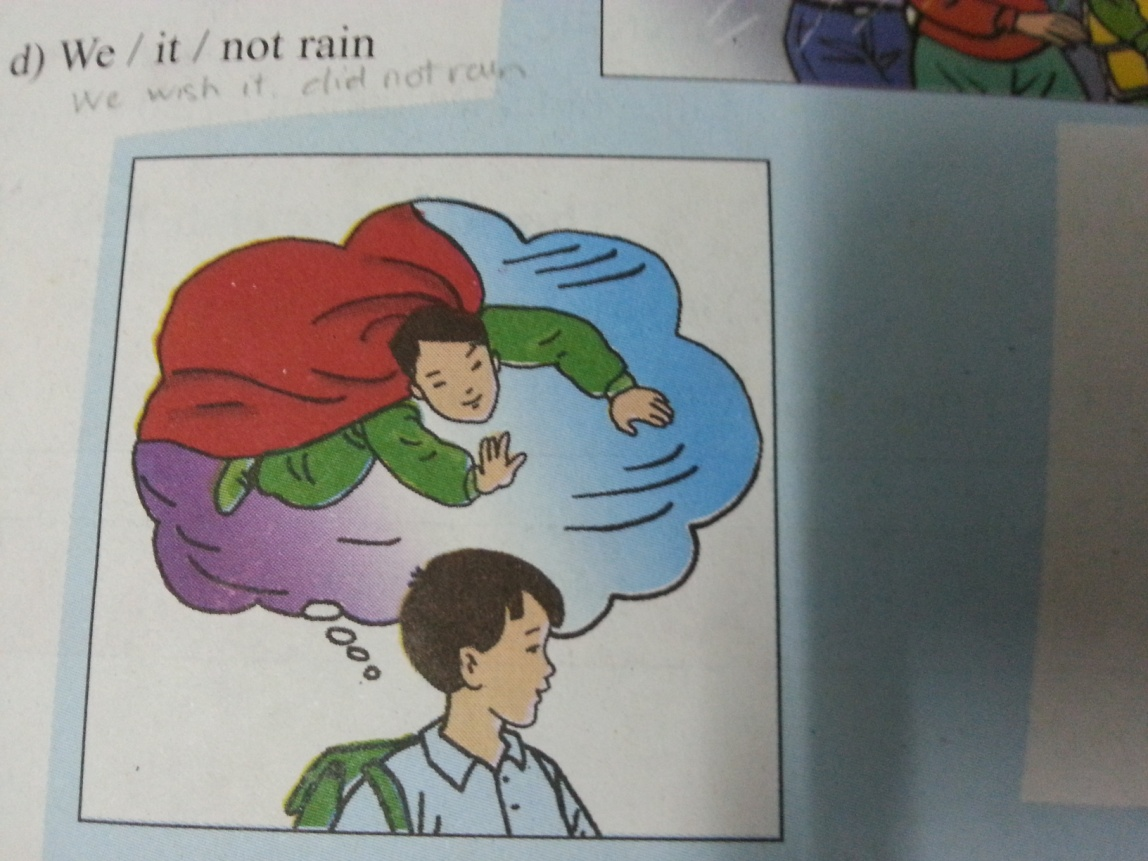 d) We / it / not rain
We wish it. did not rain